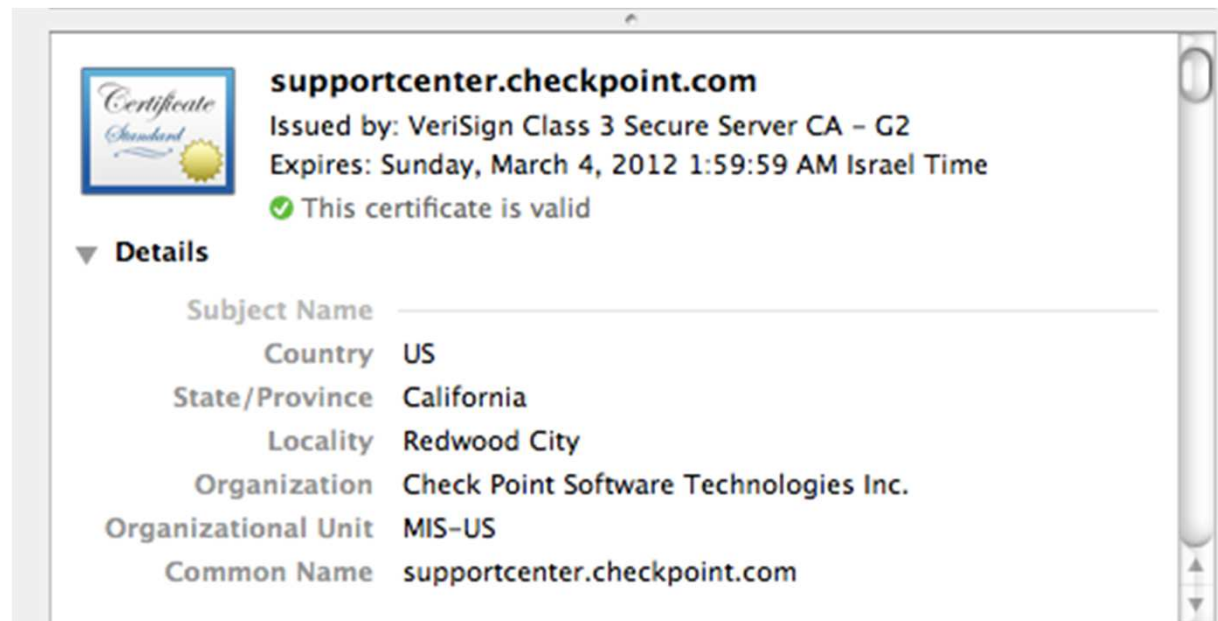 Certificate
Standard
supportcenter.checkpoint.com
Issued by: VeriSign Class 3 Secure Server CA – G2
Expires: Sunday, March 4, 2012 1:59:59 AM Israel Time
This certificate is valid
Details
Subject Name
Country US
State/Province California
Locality Redwood City
Organization Check Point Software Technologies Inc.
Organizational Unit MIS-US
Common Name supportcenter.checkpoint.com